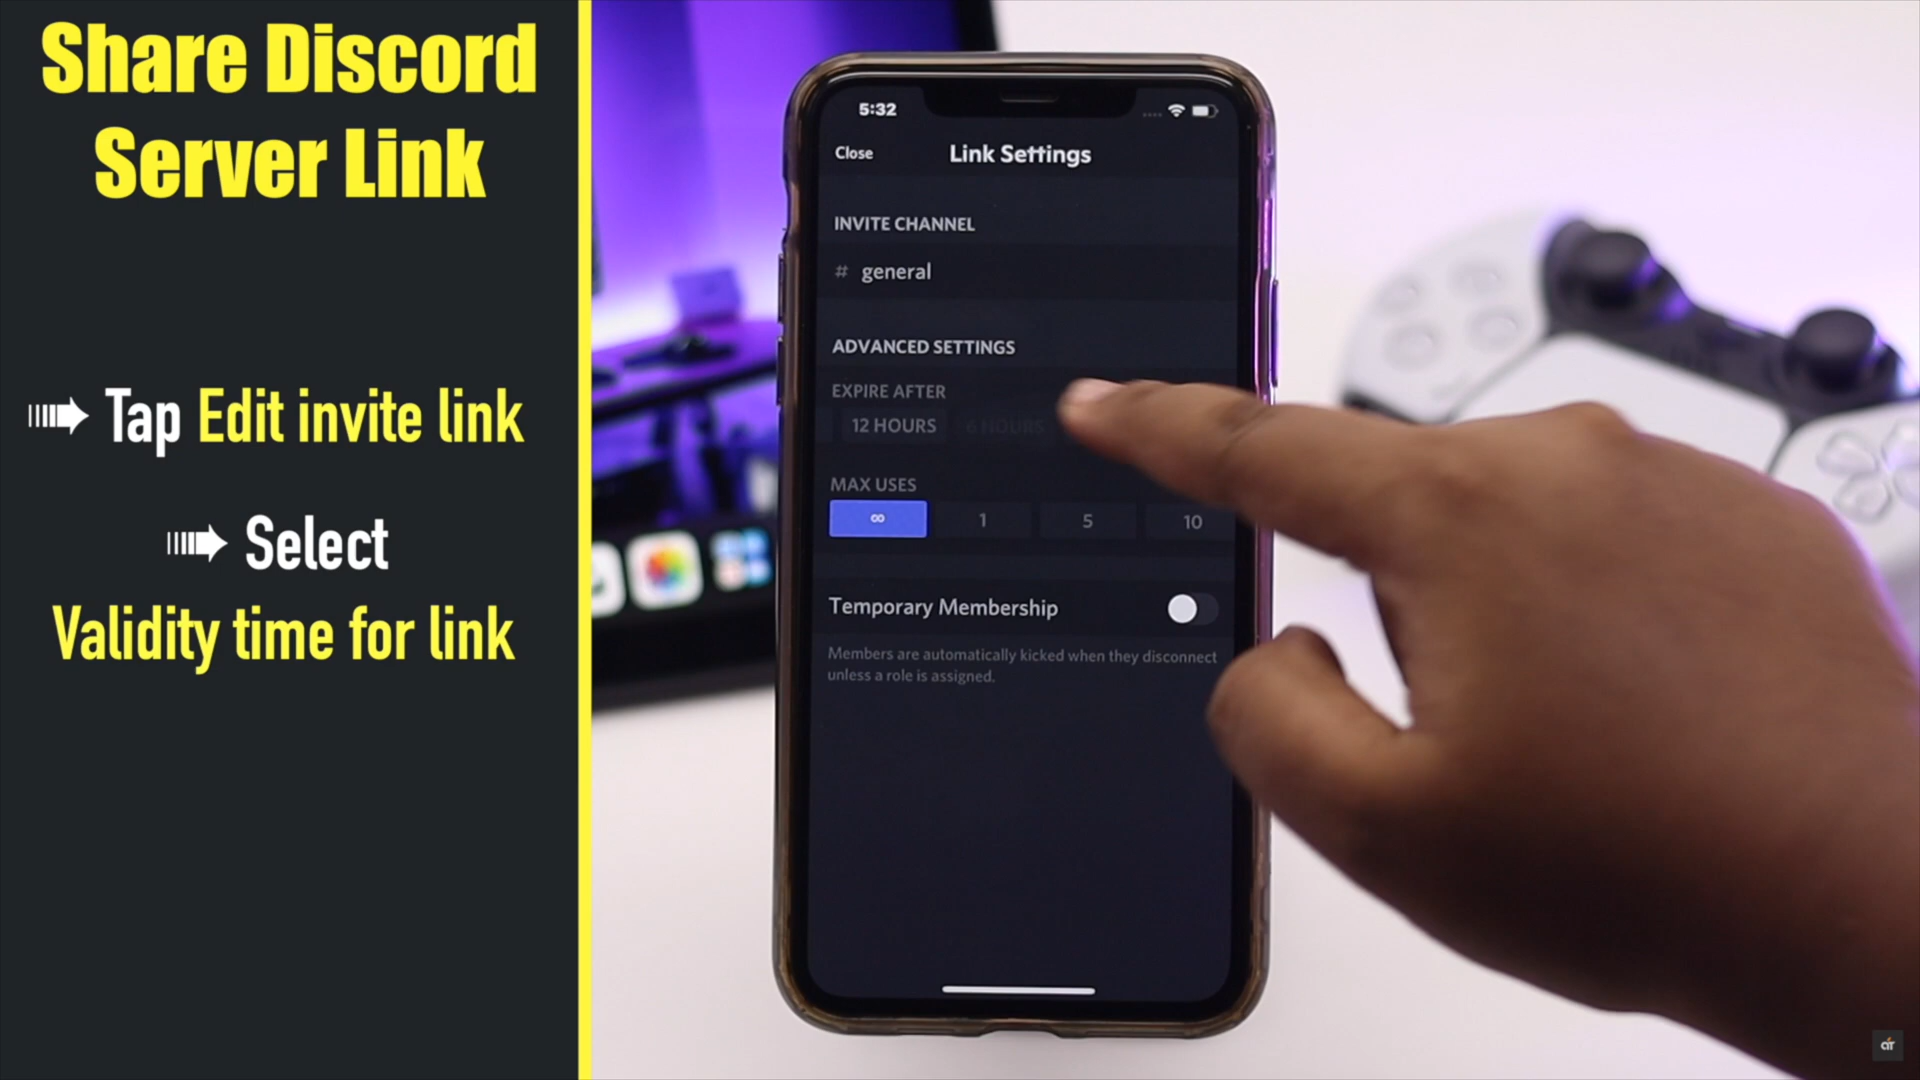 Share Discord
Server Link
Tap Edit invite link
Select
Validity time for link
5:32
Close
Link Settings
INVITE CHANNEL
# general
ADVANCED SETTINGS
EXPIRE AFTER
12 HOURS 6 HOURS
MAX USES
∞ 1 5 10
Temporary Membership
Members are automatically kicked when they disconnect
unless a role is assigned.